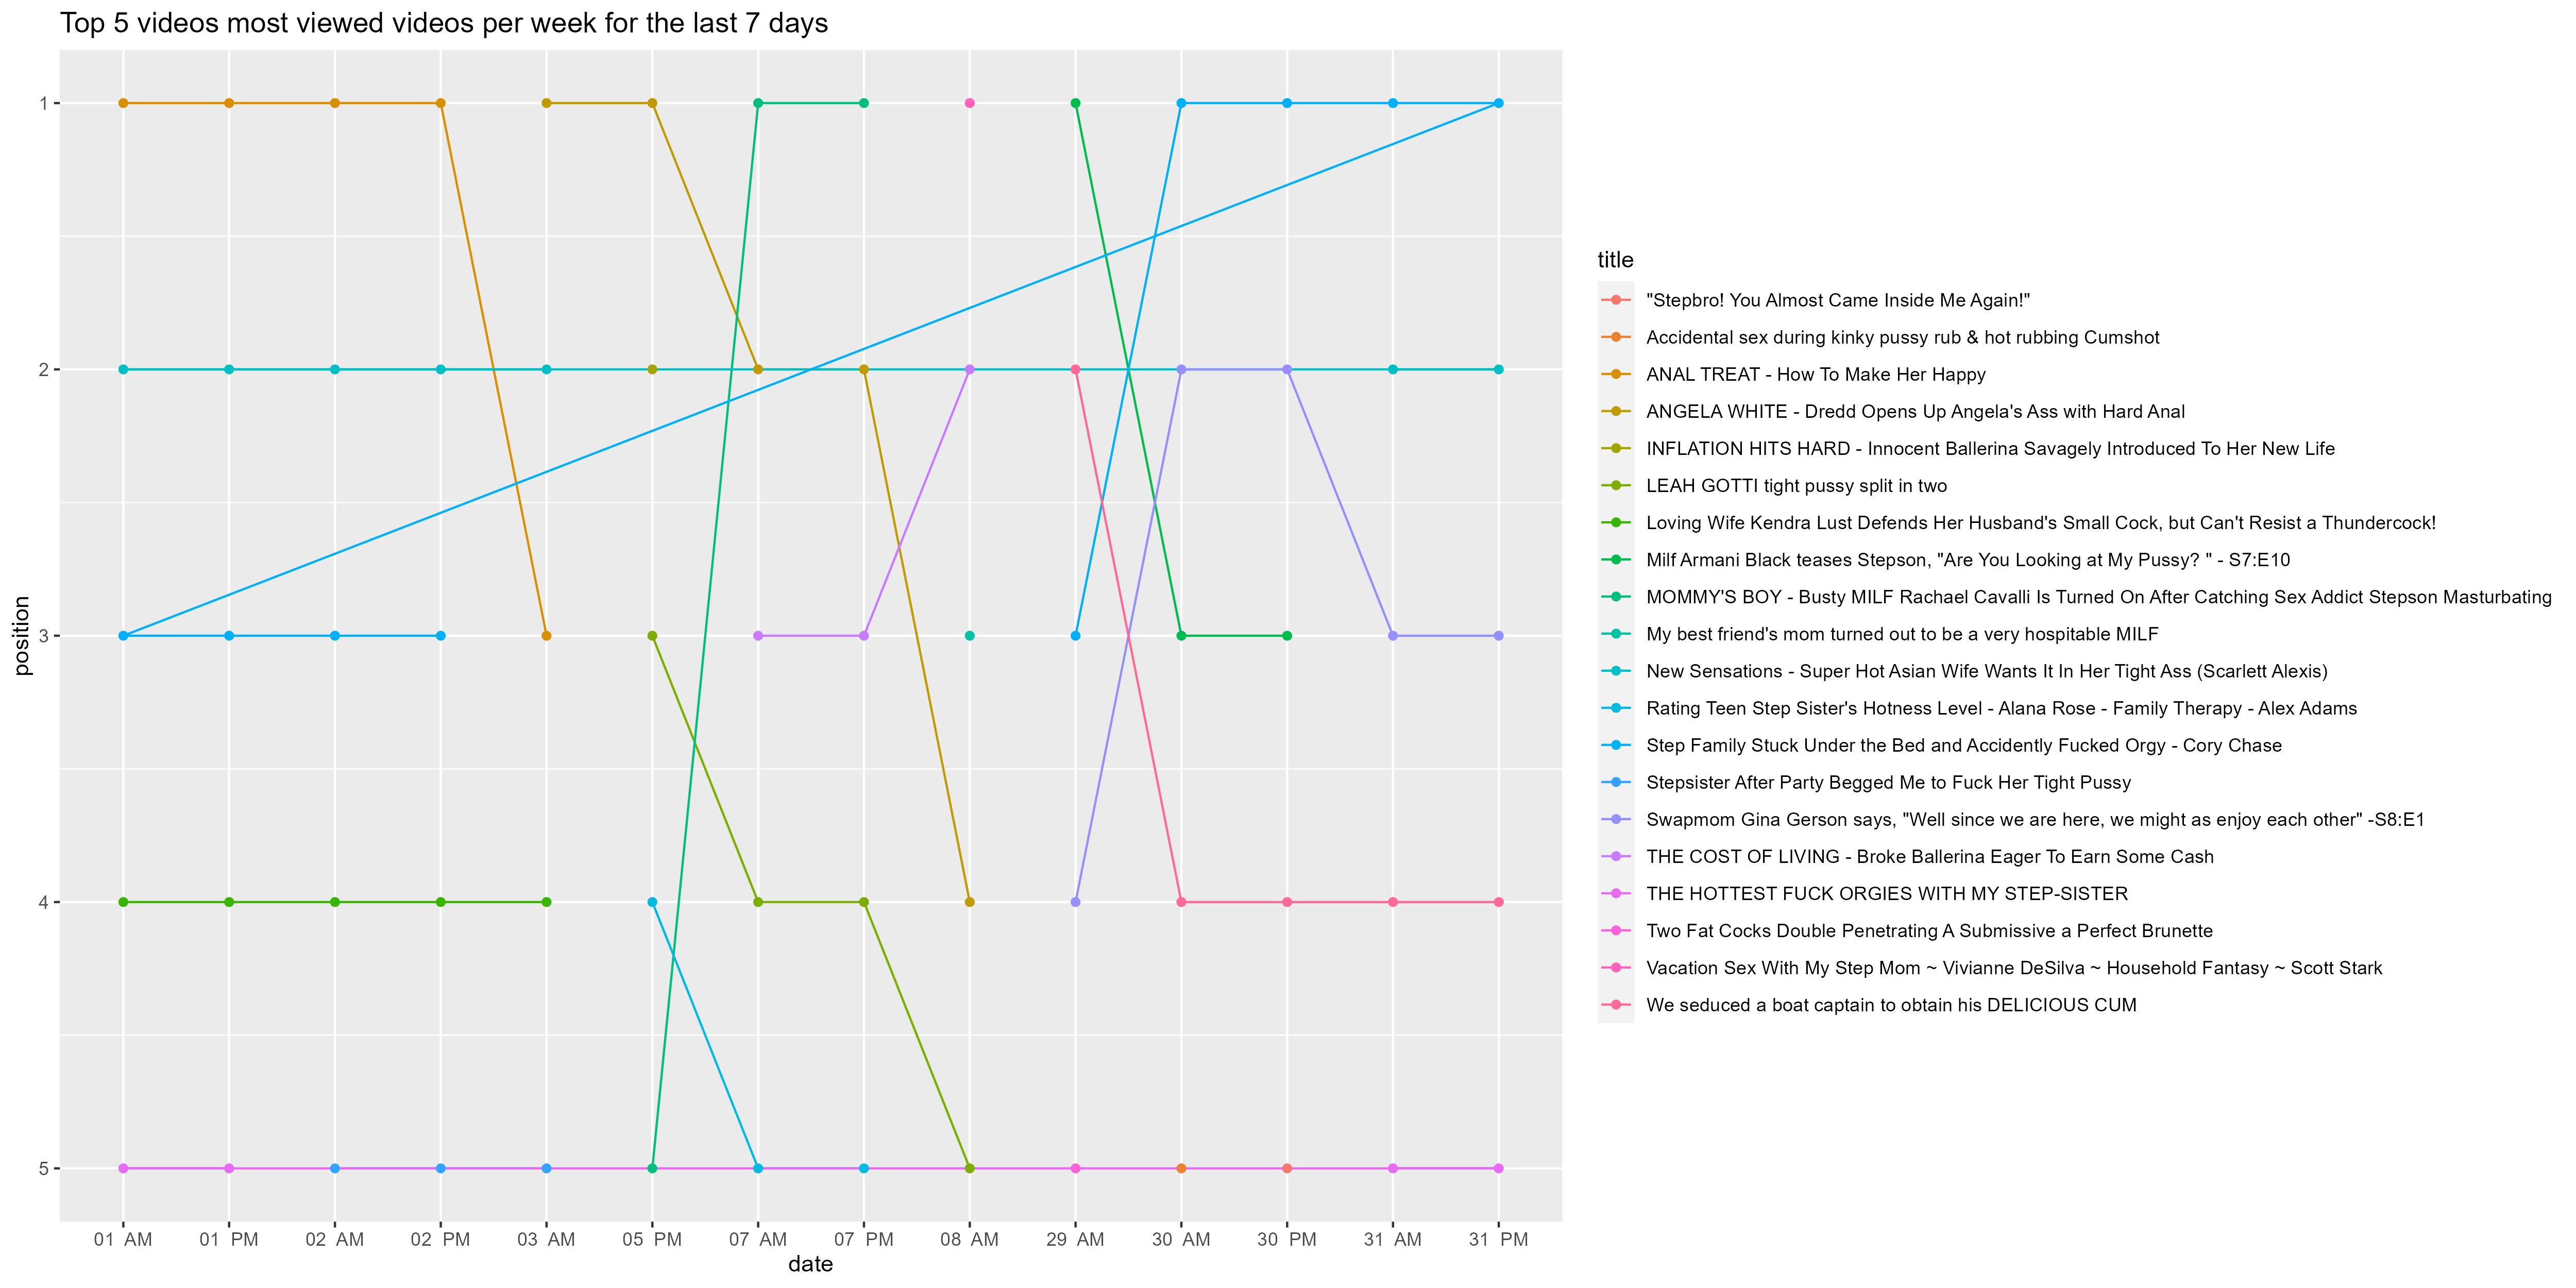 Top 5 videos most viewed videos per week for the last 7 days
position
1
2
3
4
5
01 AM 01 PM 02 AM 02 PM 03 AM 05 PM 07 AM 07 PM 08 AM 29 AM 30 AM 30 PM 31 AM 31 PM
date
title
"Stepbro! You Almost Came Inside Me Again!"
Accidental sex during kinky pussy rub & hot rubbing Cumshot
ANAL TREAT - How To Make Her Happy
ANGELA WHITE - Dredd Opens Up Angela's Ass with Hard Anal
INFLATION HITS HARD - Innocent Ballerina Savagely Introduced To Her New Life
LEAH GOTTI tight pussy split in two
Loving Wife Kendra Lust Defends Her Husband's Small Cock, but Can't Resist a Thundercock!
Milf Armani Black teases Stepson, "Are You Looking at My Pussy? " - S7:E10
MOMMY'S BOY - Busty MILF Rachael Cavalli Is Turned On After Catching Sex Addict Stepson Masturbating
My best friend's mom turned out to be a very hospitable MILF
New Sensations - Super Hot Asian Wife Wants It In Her Tight Ass (Scarlett Alexis)
Rating Teen Step Sister's Hotness Level - Alana Rose - Family Therapy - Alex Adams
Step Family Stuck Under the Bed and Accidently Fucked Orgy - Cory Chase
Stepsister After Party Begged Me to Fuck Her Tight Pussy
Swapmom Gina Gerson says, "Well since we are here, we might as enjoy each other" -S8:E1
THE COST OF LIVING - Broke Ballerina Eager To Earn Some Cash
THE HOTTEST FUCK ORGIES WITH MY STEP-SISTER
Two Fat Cocks Double Penetrating A Submissive a Perfect Brunette
Vacation Sex With My Step Mom ~ Vivianne DeSilva ~ Household Fantasy ~ Scott Stark
We seduced a boat captain to obtain his DELICIOUS CUM